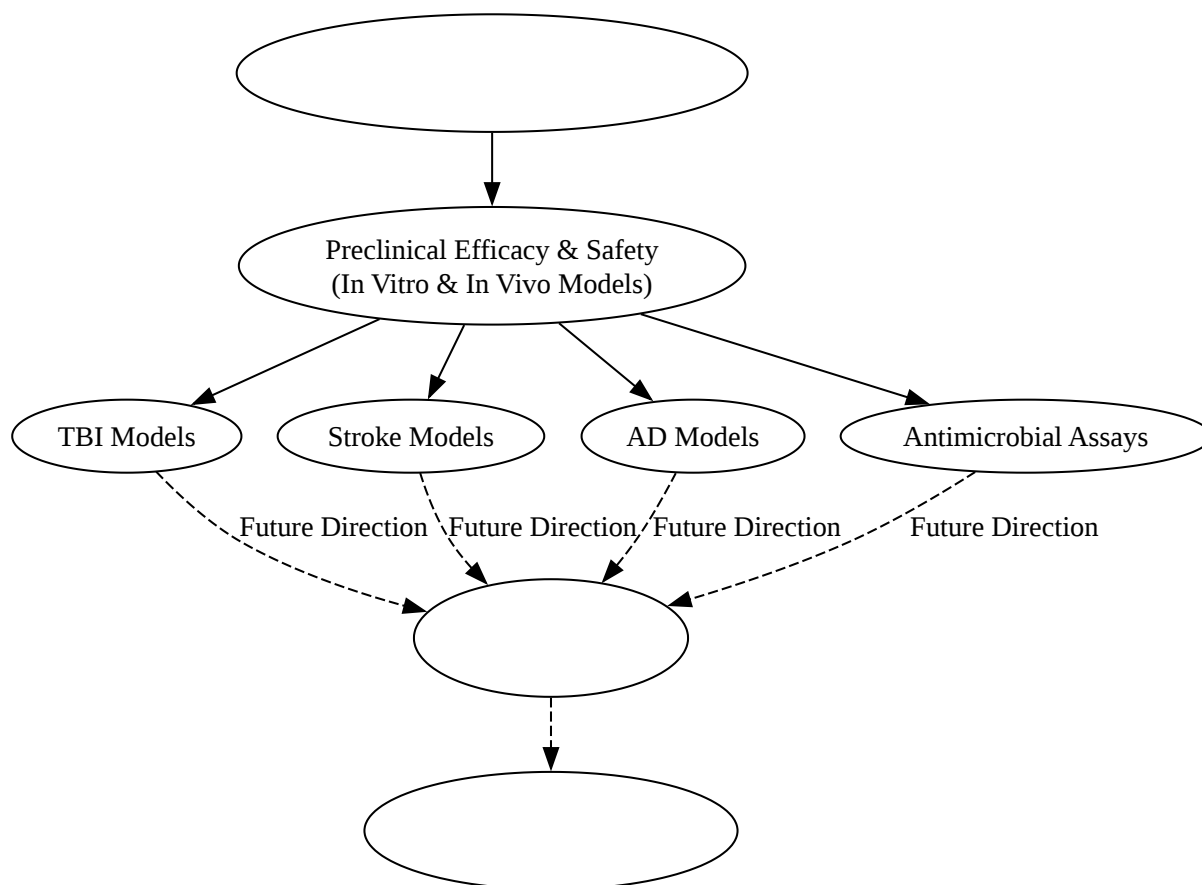 Preclinical Efficacy & Safety
(In Vitro & In Vivo Models)
TBI Models
Stroke Models
AD Models
Antimicrobial Assays
Future Direction
Future Direction
Future Direction
Future Direction